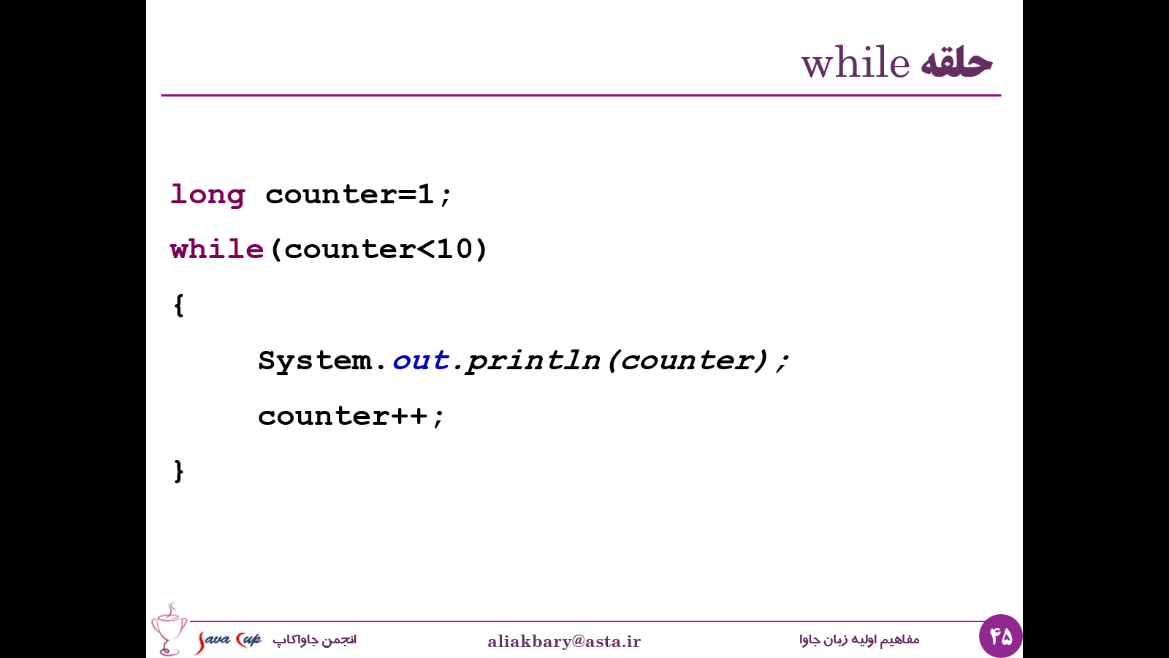 حلقه while
long counter=1;
while(counter<10)
{
System.out.println(counter);
counter++;
}
Java Cup انجمن جاواکاپ
aliakbary@asta.ir
مفاهیم اولیه زبان جاوا
۴۵